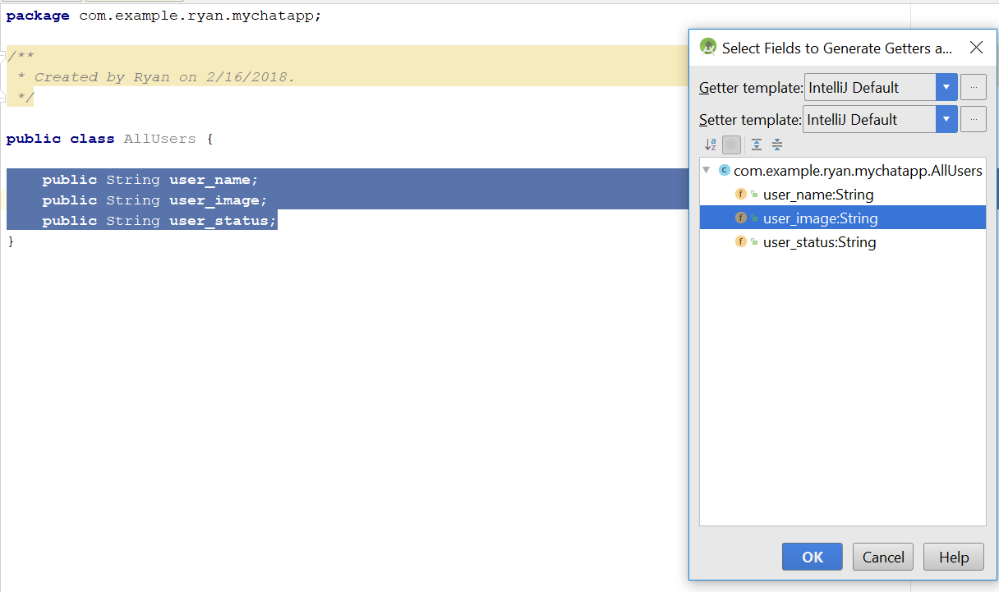 package com.example.ryan.mychatapp;
/**
* Created by Ryan on 2/16/2018.
*/
public class AllUsers {
public String user_name;
public String user_image;
public String user_status;
}
Select Fields to Generate Getters a...
Getter template: IntelliJ Default ...
Setter template: IntelliJ Default ...
a
z
c com.example.ryan.mychatapp.AllUsers
f user_name:String
f user_image:String
f user_status:String
OK Cancel Help